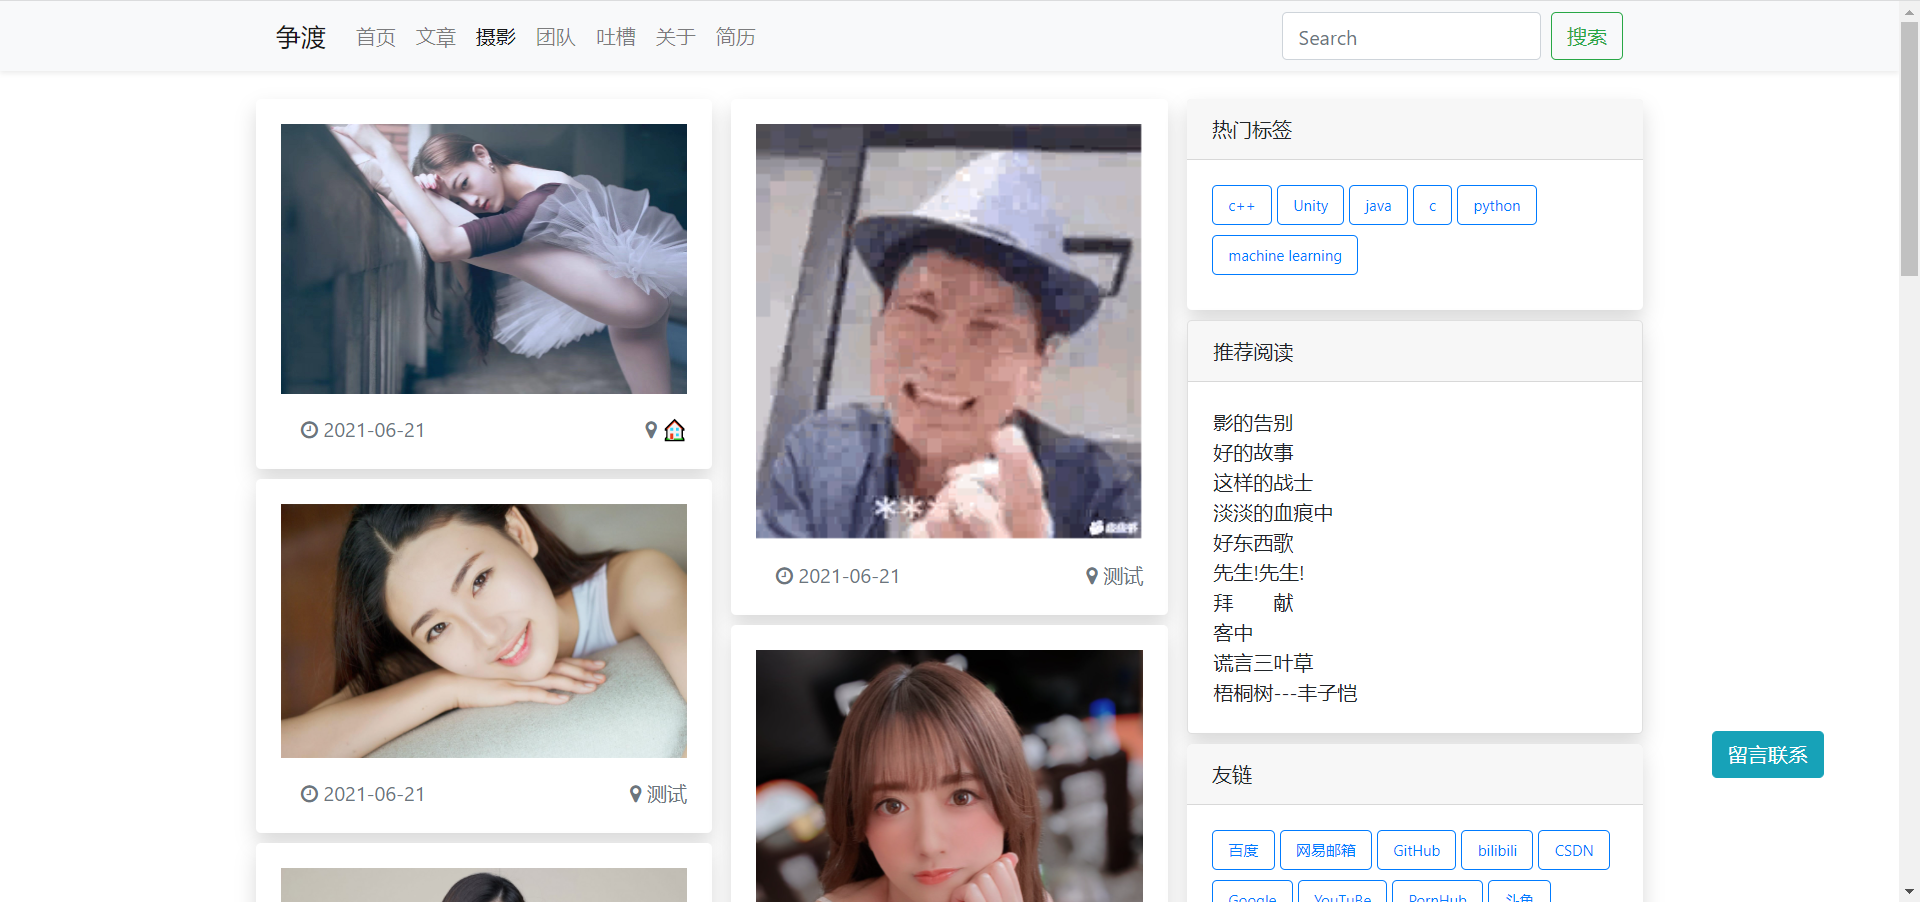 争渡 首页 文章 摄影 团队 吐槽 关于 简历 Search 搜索
2021-06-21
2021-06-21 测试
****
2021-06-21 测试
热门标签
c++ Unity java c python
machine learning
推荐阅读
影的告别
好的故事
这样的战士
淡淡的血痕中
好东西歌
先生!先生!
拜　　献
客中
谎言三叶草
梧桐树---丰子恺
友链
百度 网易邮箱 GitHub bilibili CSDN
Google YouTuBe PornHub 斗鱼
留言联系